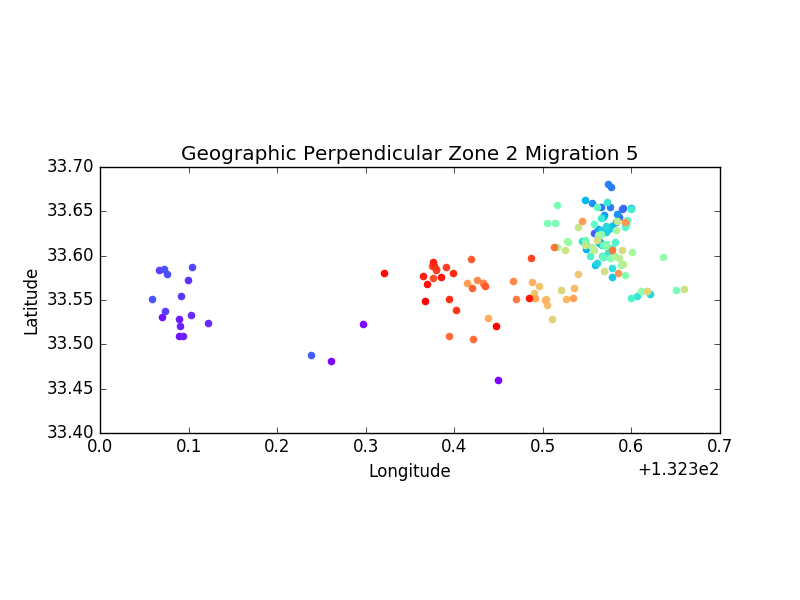 Geographic Perpendicular Zone 2 Migration 5
33.70
33.65
33.60
33.55
33.50
33.45
33.40
Latitude
0.0 0.1 0.2 0.3 0.4 0.5 0.6 0.7
Longitude
+1.323e2